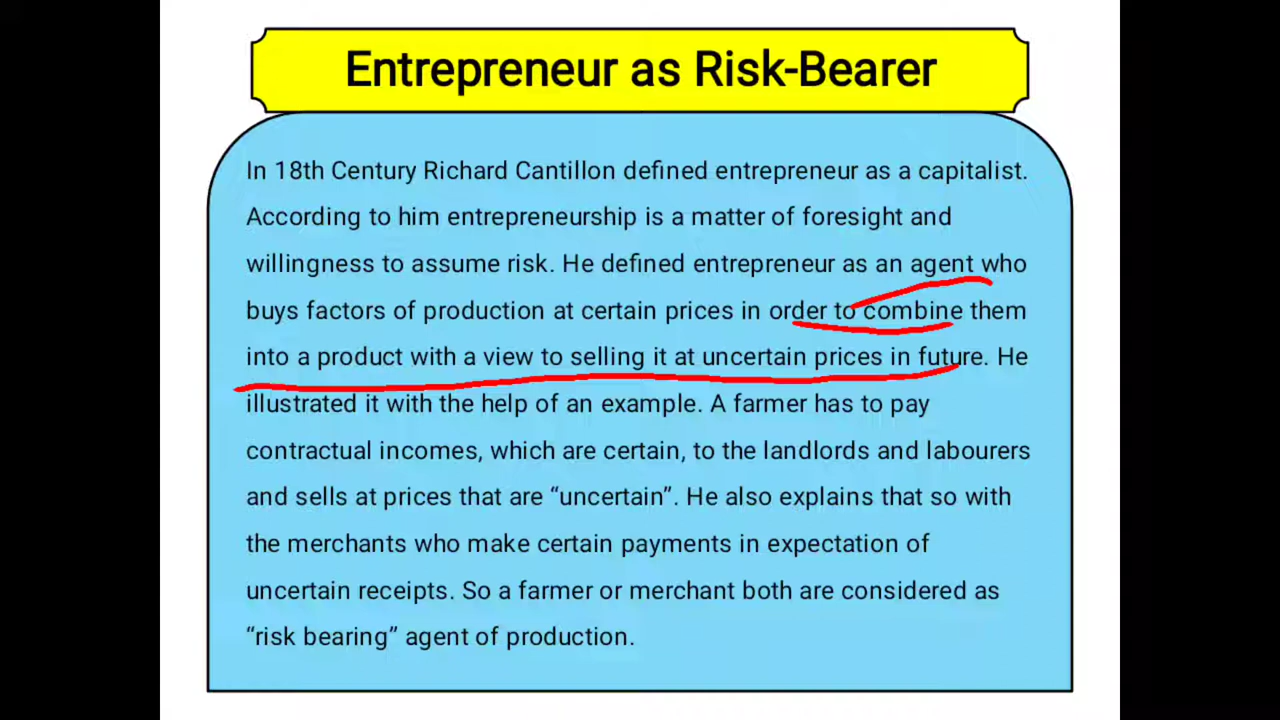 Entrepreneur as Risk-Bearer
In 18th Century Richard Cantillon defined entrepreneur as a capitalist.
According to him entrepreneurship is a matter of foresight and
willingness to assume risk. He defined entrepreneur as an agent who
buys factors of production at certain prices in order to combine them
into a product with a view to selling it at uncertain prices in future. He
illustrated it with the help of an example. A farmer has to pay
contractual incomes, which are certain, to the landlords and labourers
and sells at prices that are “uncertain”. He also explains that so with
the merchants who make certain payments in expectation of
uncertain receipts. So a farmer or merchant both are considered as
“risk bearing” agent of production.